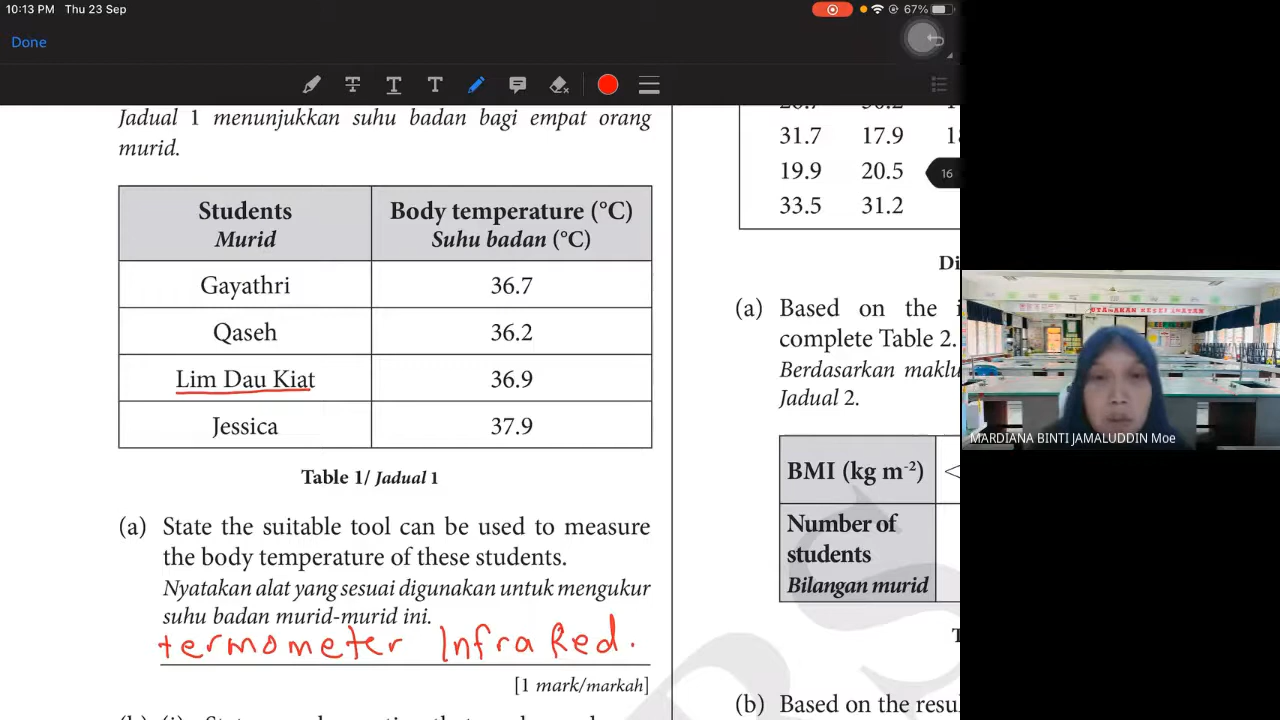 10:13 PM Thu 23 Sep
67%
Done
Jadual 1 menunjukkan suhu badan bagi empat orang
murid.
Students Body temperature (°C)
Murid Suhu badan (°C)
Gayathri 36.7
Qaseh 36.2
Lim Dau Kiat 36.9
Jessica 37.9
Table 1/ Jadual 1
(a) State the suitable tool can be used to measure
the body temperature of these students.
Nyatakan alat yang sesuai digunakan untuk mengukur
suhu badan murid-murid ini.
termometer InfraRed.
[1 mark/markah]
31.7 17.9
19.9 20.5
33.5 31.2
16
(a) Based on the
complete Table 2.
Berdasarkan
Jadual 2.
BMI (kg m-2) <
Number of
students
Bilangan murid
(b) Based on the
UTAMAKAN
MARDIANA BINTI JAMALUDDIN Moe